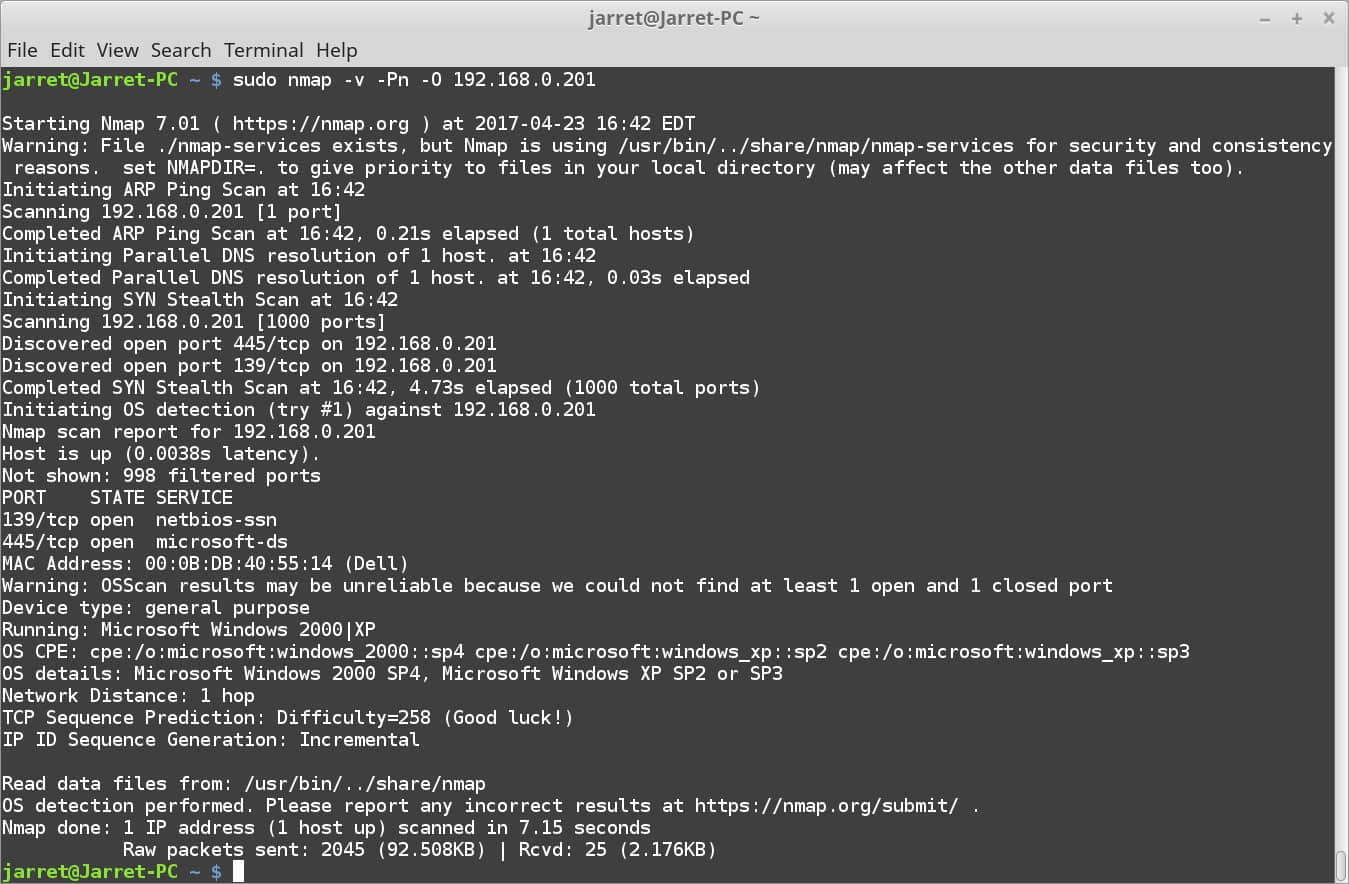 jarret@Jarret-PC ~
File Edit View Search Terminal Help
jarret@Jarret-PC ~ $ sudo nmap -v -Pn -O 192.168.0.201
Starting Nmap 7.01 ( https://nmap.org ) at 2017-04-23 16:42 EDT
Warning: File ./nmap-services exists, but Nmap is using /usr/bin/../share/nmap/nmap-services for security and consistency
 reasons.  set NMAPDIR=. to give priority to files in your local directory (may affect the other data files too).
Initiating ARP Ping Scan at 16:42
Scanning 192.168.0.201 [1 port]
Completed ARP Ping Scan at 16:42, 0.21s elapsed (1 total hosts)
Initiating Parallel DNS resolution of 1 host. at 16:42
Completed Parallel DNS resolution of 1 host. at 16:42, 0.03s elapsed
Initiating SYN Stealth Scan at 16:42
Scanning 192.168.0.201 [1000 ports]
Discovered open port 445/tcp on 192.168.0.201
Discovered open port 139/tcp on 192.168.0.201
Completed SYN Stealth Scan at 16:42, 4.73s elapsed (1000 total ports)
Initiating OS detection (try #1) against 192.168.0.201
Nmap scan report for 192.168.0.201
Host is up (0.0038s latency).
Not shown: 998 filtered ports
PORT    STATE SERVICE
139/tcp open  netbios-ssn
445/tcp open  microsoft-ds
MAC Address: 00:0B:DB:40:55:14 (Dell)
Warning: OSScan results may be unreliable because we could not find at least 1 open and 1 closed port
Device type: general purpose
Running: Microsoft Windows 2000|XP
OS CPE: cpe:/o:microsoft:windows_2000::sp4 cpe:/o:microsoft:windows_xp::sp2 cpe:/o:microsoft:windows_xp::sp3
OS details: Microsoft Windows 2000 SP4, Microsoft Windows XP SP2 or SP3
Network Distance: 1 hop
TCP Sequence Prediction: Difficulty=258 (Good luck!)
IP ID Sequence Generation: Incremental
Read data files from: /usr/bin/../share/nmap
OS detection performed. Please report any incorrect results at https://nmap.org/submit/ .
Nmap done: 1 IP address (1 host up) scanned in 7.15 seconds
           Raw packets sent: 2045 (92.508KB) | Rcvd: 25 (2.176KB)
jarret@Jarret-PC ~ $